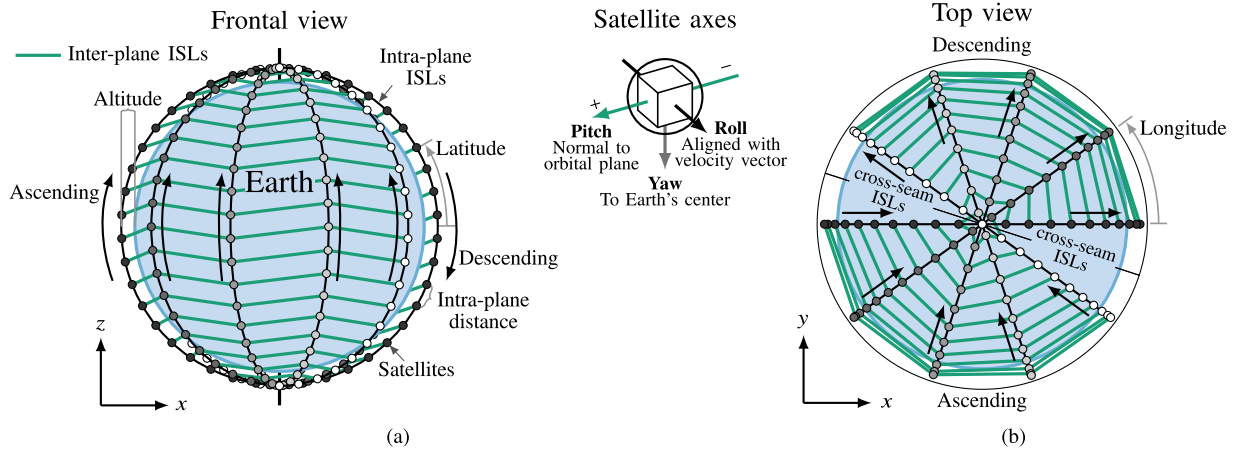 Frontal view
Inter-plane ISLs
Intra-plane
ISLs
Altitude
Latitude
Ascending
Earth
Descending
Intra-plane
distance
Satellites
z
x
(a)
Satellite axes
−
+
Pitch
Normal to
orbital plane
Roll
Aligned with
velocity vector
Yaw
To Earth's center
Top view
Descending
Longitude
cross-seam
ISLs
cross-seam
ISLs
y
x
Ascending
(b)